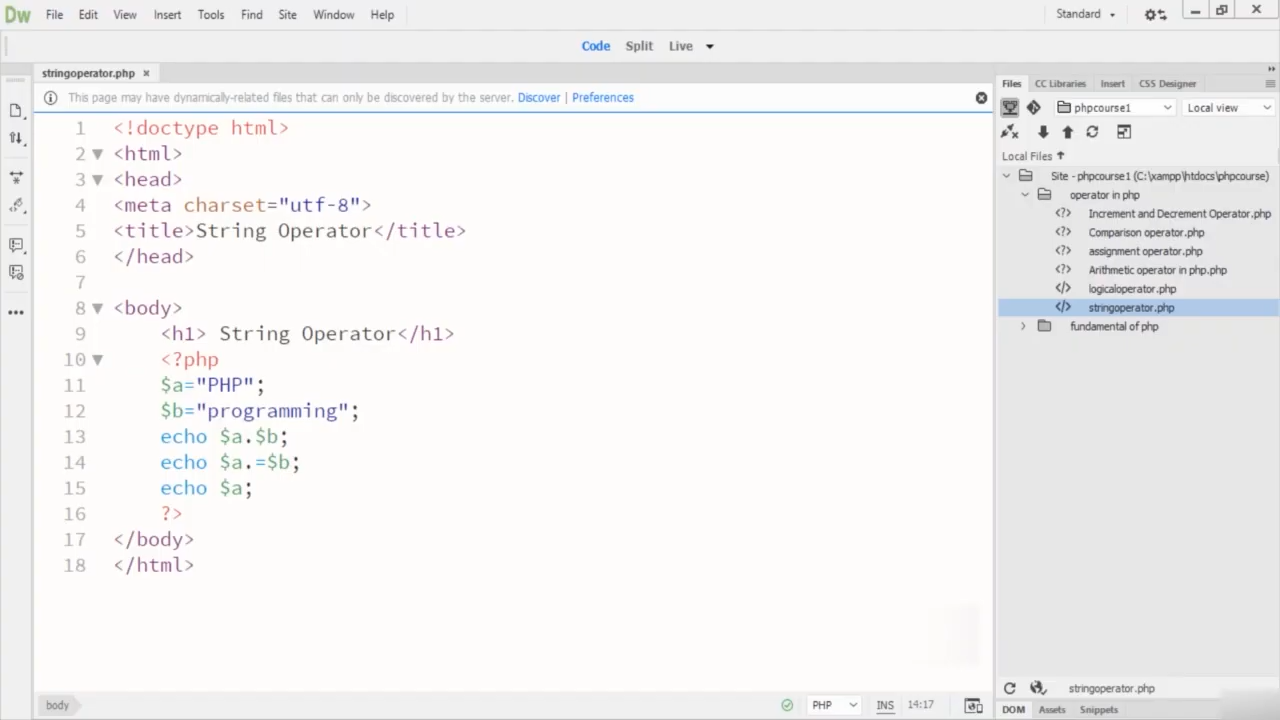 Dw File Edit View Insert Tools Find Site Window Help Standard
Code Split Live
stringoperator.php
This page may have dynamically-related files that can only be discovered by the server. Discover | Preferences
1 <!doctype html>
2 <html>
3 <head>
4 <meta charset="utf-8">
5 <title>String Operator</title>
6 </head>
7
8 <body>
9 <h1> String Operator</h1>
10 <?php
11 $a="PHP";
12 $b="programming";
13 echo $a.$b;
14 echo $a.=$b;
15 echo $a;
16 ?>
17 </body>
18 </html>
body PHP INS 14:17
Files CC Libraries Insert CSS Designer
phpcourse1 Local view
Local Files
Site - phpcourse1 (C:\xampp\htdocs\phpcourse)
operator in php
Increment and Decrement Operator.php
Comparison operator.php
assignment operator.php
Arithmetic operator in php.php
logicaloperator.php
stringoperator.php
fundamental of php
stringoperator.php
DOM Assets Snippets